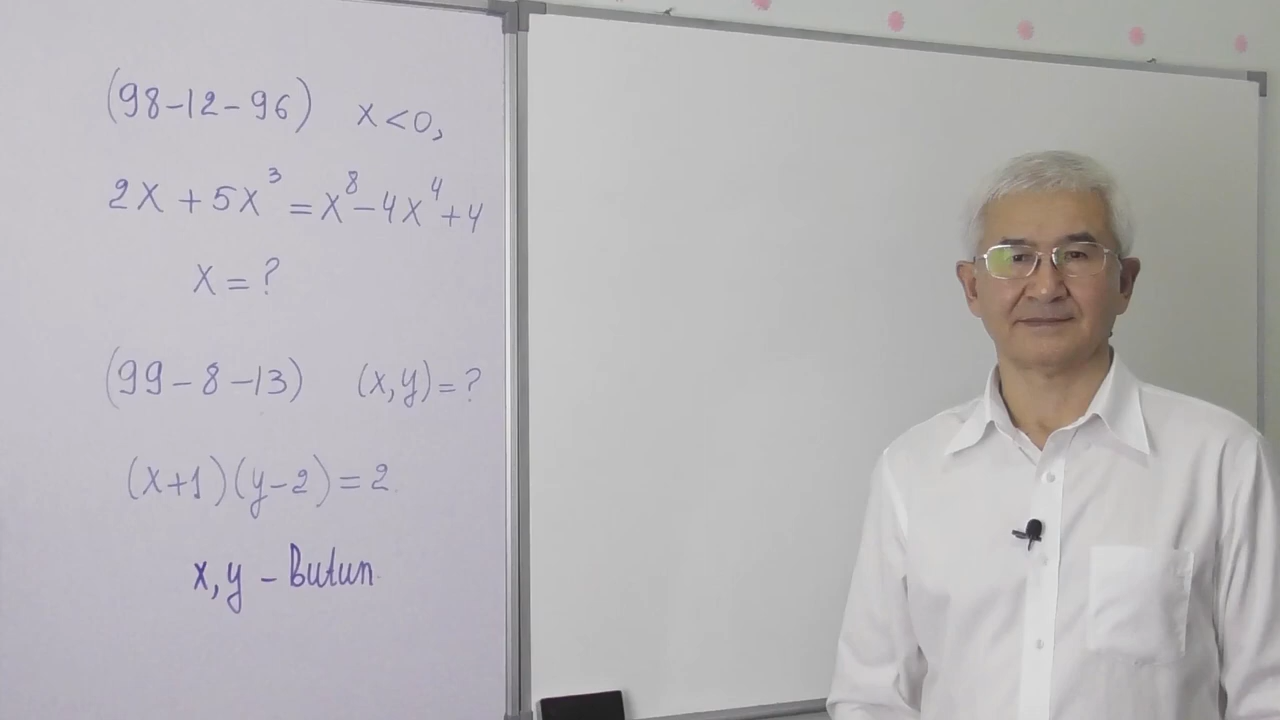 (98-12-96) x<0,
2x+5x³=x⁸-4x⁴+4
x=?
(99-8-13) (x,y)=?
(x+1)(y-2)=2
x,y - Butun